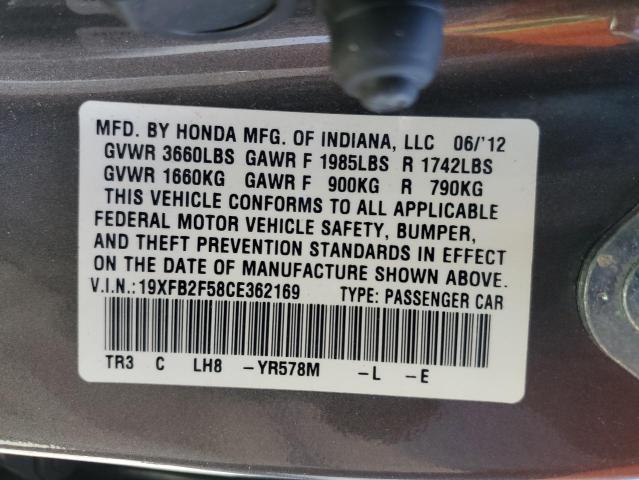 MFD. BY HONDA MFG. OF INDIANA, LLC 06/'12
GVWR 3660LBS GAWR F 1985LBS R 1742LBS
GVWR 1660KG GAWR F 900KG R 790KG
THIS VEHICLE CONFORMS TO ALL APPLICABLE
FEDERAL MOTOR VEHICLE SAFETY, BUMPER,
AND THEFT PREVENTION STANDARDS IN EFFECT
ON THE DATE OF MANUFACTURE SHOWN ABOVE.
V.I.N.:19XFB2F58CE362169 TYPE: PASSENGER CAR
TR3 C LH8 -YR578M -L -E